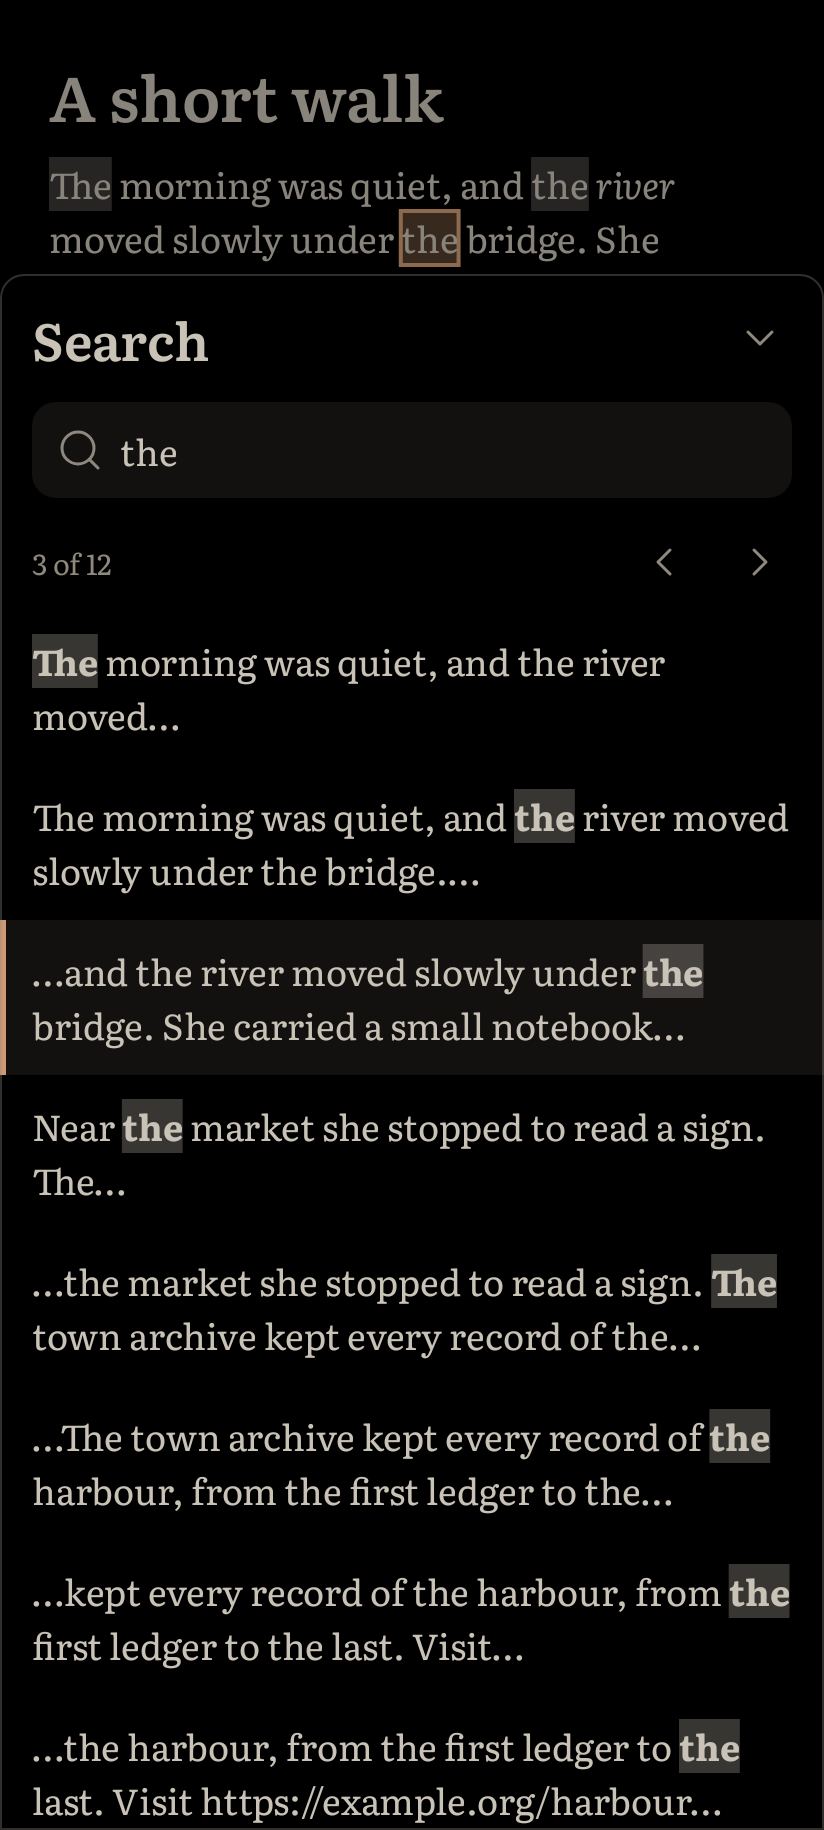 A short walk
The morning was quiet, and the river
moved slowly under the bridge. She
Search
the
3 of 12
The morning was quiet, and the river
moved...
The morning was quiet, and the river moved
slowly under the bridge....
...and the river moved slowly under the
bridge. She carried a small notebook...
Near the market she stopped to read a sign.
The...
...the market she stopped to read a sign. The
town archive kept every record of the...
...The town archive kept every record of the
harbour, from the first ledger to the...
...kept every record of the harbour, from the
first ledger to the last. Visit...
...the harbour, from the first ledger to the
last. Visit https://example.org/harbour...